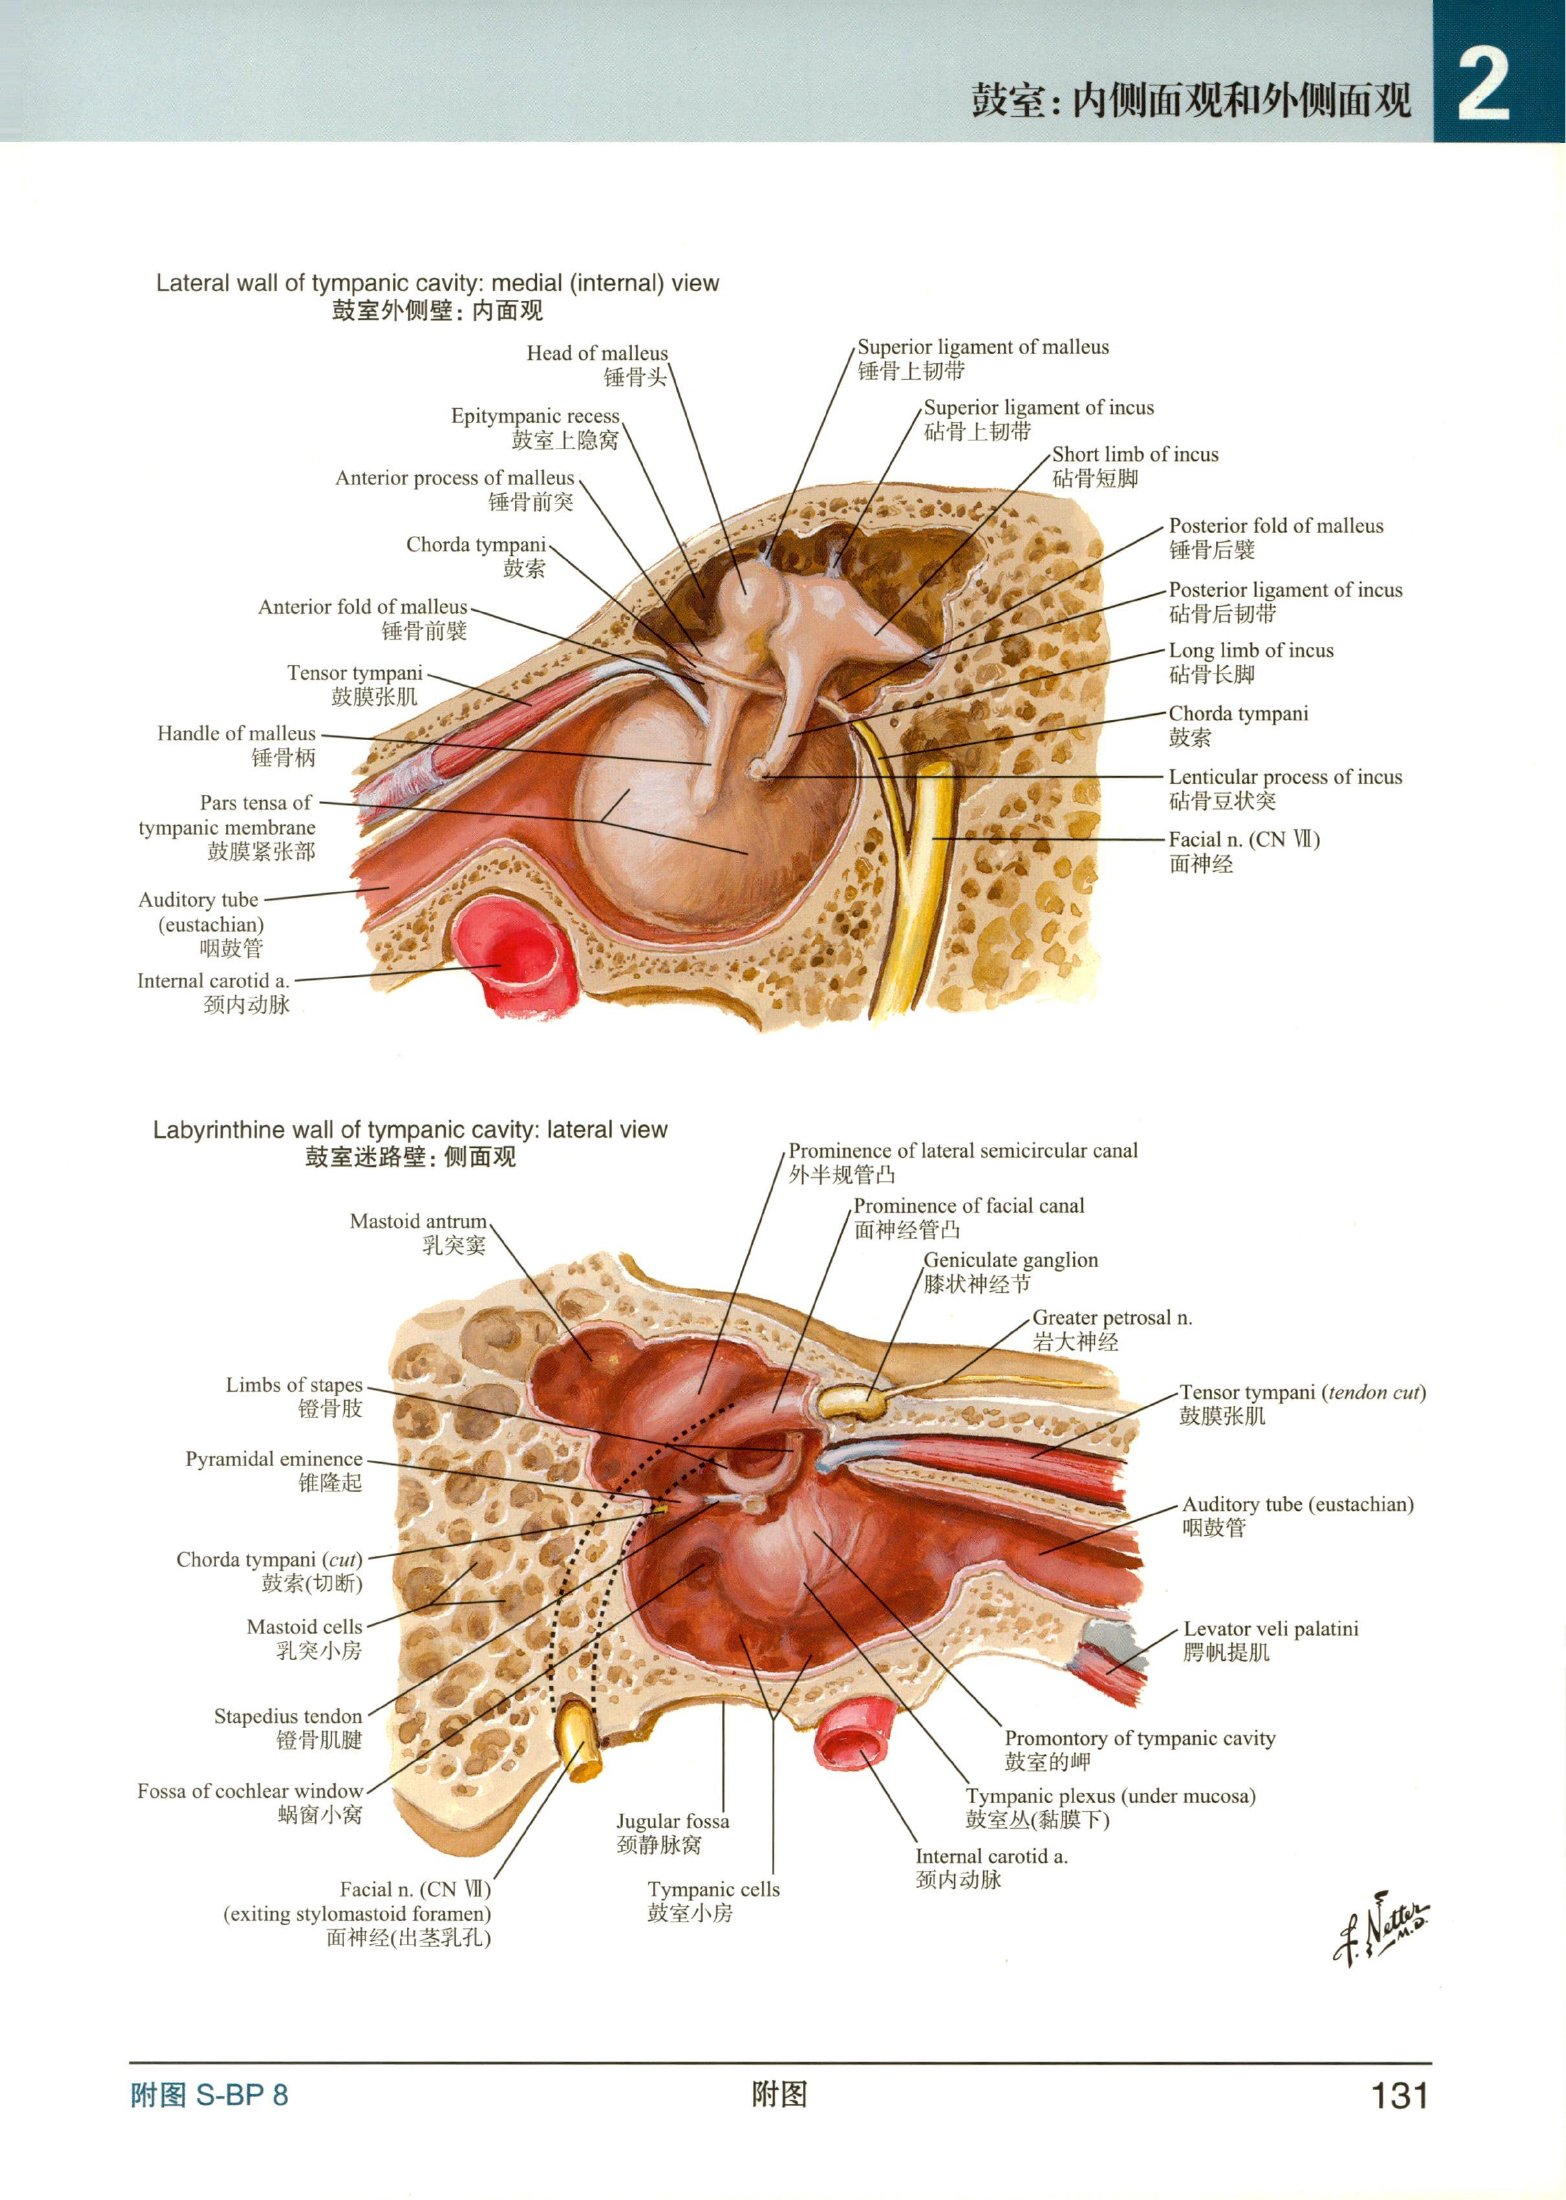 鼓室：内侧面观和外侧面观
2
Lateral wall of tympanic cavity: medial (internal) view
鼓室外侧壁：内面观
Head of malleus
锤骨头
Epitympanic recess
鼓室上隐窝
Anterior process of malleus
锤骨前突
Chorda tympani
鼓索
Anterior fold of malleus
锤骨前襞
Tensor tympani
鼓膜张肌
Handle of malleus
锤骨柄
Pars tensa of
tympanic membrane
鼓膜紧张部
Auditory tube
(eustachian)
咽鼓管
Internal carotid a.
颈内动脉
Superior ligament of malleus
锤骨上韧带
Superior ligament of incus
砧骨上韧带
Short limb of incus
砧骨短脚
Posterior fold of malleus
锤骨后襞
Posterior ligament of incus
砧骨后韧带
Long limb of incus
砧骨长脚
Chorda tympani
鼓索
Lenticular process of incus
砧骨豆状突
Facial n. (CN Ⅶ)
面神经
Labyrinthine wall of tympanic cavity: lateral view
鼓室迷路壁：侧面观
Mastoid antrum
乳突窦
Limbs of stapes
镫骨肢
Pyramidal eminence
锥隆起
Chorda tympani (cut)
鼓索(切断)
Mastoid cells
乳突小房
Stapedius tendon
镫骨肌腱
Fossa of cochlear window
蜗窗小窝
Facial n. (CN Ⅶ)
(exiting stylomastoid foramen)
面神经(出茎乳孔)
Prominence of lateral semicircular canal
外半规管凸
Prominence of facial canal
面神经管凸
Geniculate ganglion
膝状神经节
Greater petrosal n.
岩大神经
Tensor tympani (tendon cut)
鼓膜张肌
Auditory tube (eustachian)
咽鼓管
Levator veli palatini
腭帆提肌
Promontory of tympanic cavity
鼓室的岬
Tympanic plexus (under mucosa)
鼓室丛(黏膜下)
Internal carotid a.
颈内动脉
Jugular fossa
颈静脉窝
Tympanic cells
鼓室小房
F. Netter
M.D.
附图 S-BP 8
附图
131